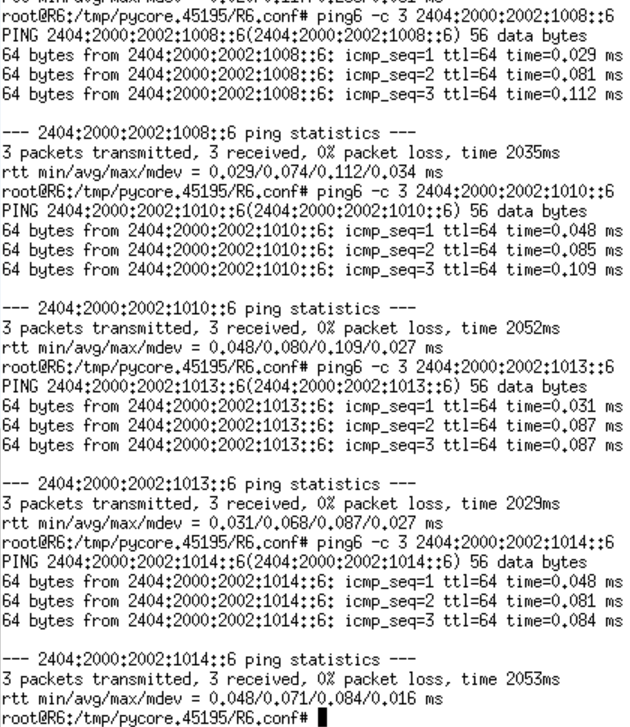 root@R6:/tmp/pycore.45195/R6.conf# ping6 -c 3 2404:2000:2002:1008::6
PING 2404:2000:2002:1008::6(2404:2000:2002:1008::6) 56 data bytes
64 bytes from 2404:2000:2002:1008::6: icmp_seq=1 ttl=64 time=0.029 ms
64 bytes from 2404:2000:2002:1008::6: icmp_seq=2 ttl=64 time=0.081 ms
64 bytes from 2404:2000:2002:1008::6: icmp_seq=3 ttl=64 time=0.112 ms
--- 2404:2000:2002:1008::6 ping statistics ---
3 packets transmitted, 3 received, 0% packet loss, time 2035ms
rtt min/avg/max/mdev = 0.029/0.074/0.112/0.034 ms
root@R6:/tmp/pycore.45195/R6.conf# ping6 -c 3 2404:2000:2002:1010::6
PING 2404:2000:2002:1010::6(2404:2000:2002:1010::6) 56 data bytes
64 bytes from 2404:2000:2002:1010::6: icmp_seq=1 ttl=64 time=0.048 ms
64 bytes from 2404:2000:2002:1010::6: icmp_seq=2 ttl=64 time=0.085 ms
64 bytes from 2404:2000:2002:1010::6: icmp_seq=3 ttl=64 time=0.109 ms
--- 2404:2000:2002:1010::6 ping statistics ---
3 packets transmitted, 3 received, 0% packet loss, time 2052ms
rtt min/avg/max/mdev = 0.048/0.080/0.109/0.027 ms
root@R6:/tmp/pycore.45195/R6.conf# ping6 -c 3 2404:2000:2002:1013::6
PING 2404:2000:2002:1013::6(2404:2000:2002:1013::6) 56 data bytes
64 bytes from 2404:2000:2002:1013::6: icmp_seq=1 ttl=64 time=0.031 ms
64 bytes from 2404:2000:2002:1013::6: icmp_seq=2 ttl=64 time=0.087 ms
64 bytes from 2404:2000:2002:1013::6: icmp_seq=3 ttl=64 time=0.087 ms
--- 2404:2000:2002:1013::6 ping statistics ---
3 packets transmitted, 3 received, 0% packet loss, time 2029ms
rtt min/avg/max/mdev = 0.031/0.068/0.087/0.027 ms
root@R6:/tmp/pycore.45195/R6.conf# ping6 -c 3 2404:2000:2002:1014::6
PING 2404:2000:2002:1014::6(2404:2000:2002:1014::6) 56 data bytes
64 bytes from 2404:2000:2002:1014::6: icmp_seq=1 ttl=64 time=0.048 ms
64 bytes from 2404:2000:2002:1014::6: icmp_seq=2 ttl=64 time=0.081 ms
64 bytes from 2404:2000:2002:1014::6: icmp_seq=3 ttl=64 time=0.084 ms
--- 2404:2000:2002:1014::6 ping statistics ---
3 packets transmitted, 3 received, 0% packet loss, time 2053ms
rtt min/avg/max/mdev = 0.048/0.071/0.084/0.016 ms
root@R6:/tmp/pycore.45195/R6.conf#